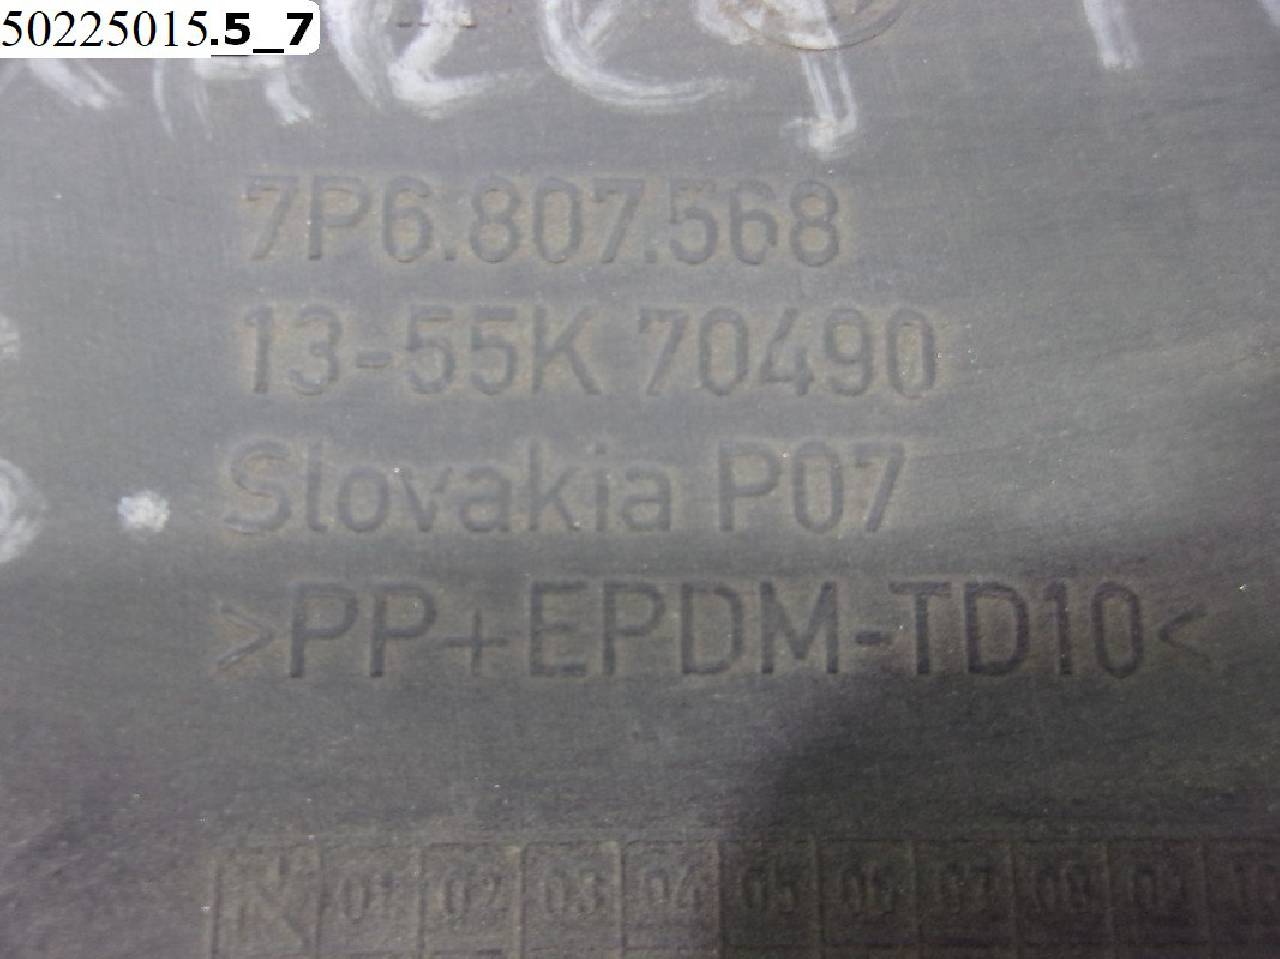 50225015.5_7
7P6.807.568
13-55K 70490
Slovakia P07
>PP+EPDM-TD10<
01 02 03 04 05 06 07 08 09